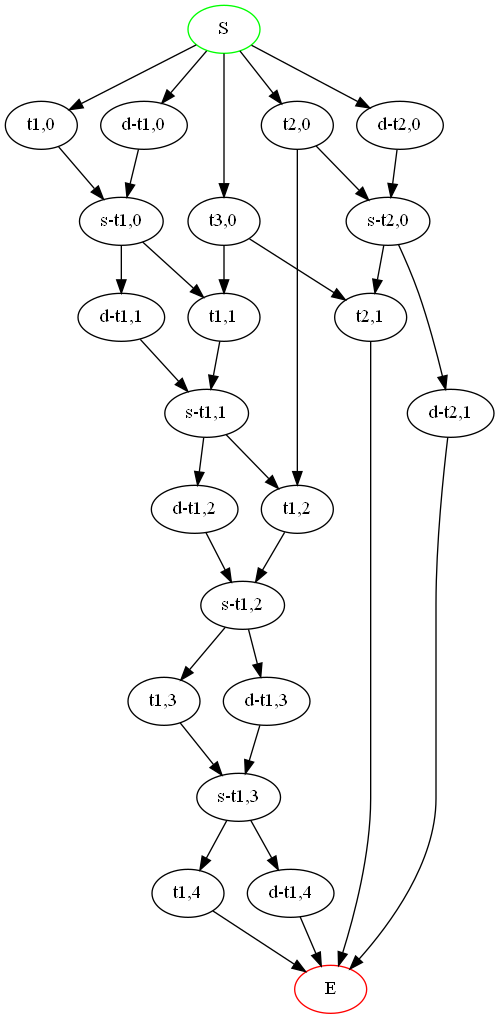 S
t1,0
d-t1,0
t2,0
d-t2,0
s-t1,0
t3,0
s-t2,0
d-t1,1
t1,1
t2,1
s-t1,1
d-t2,1
d-t1,2
t1,2
s-t1,2
t1,3
d-t1,3
s-t1,3
t1,4
d-t1,4
E